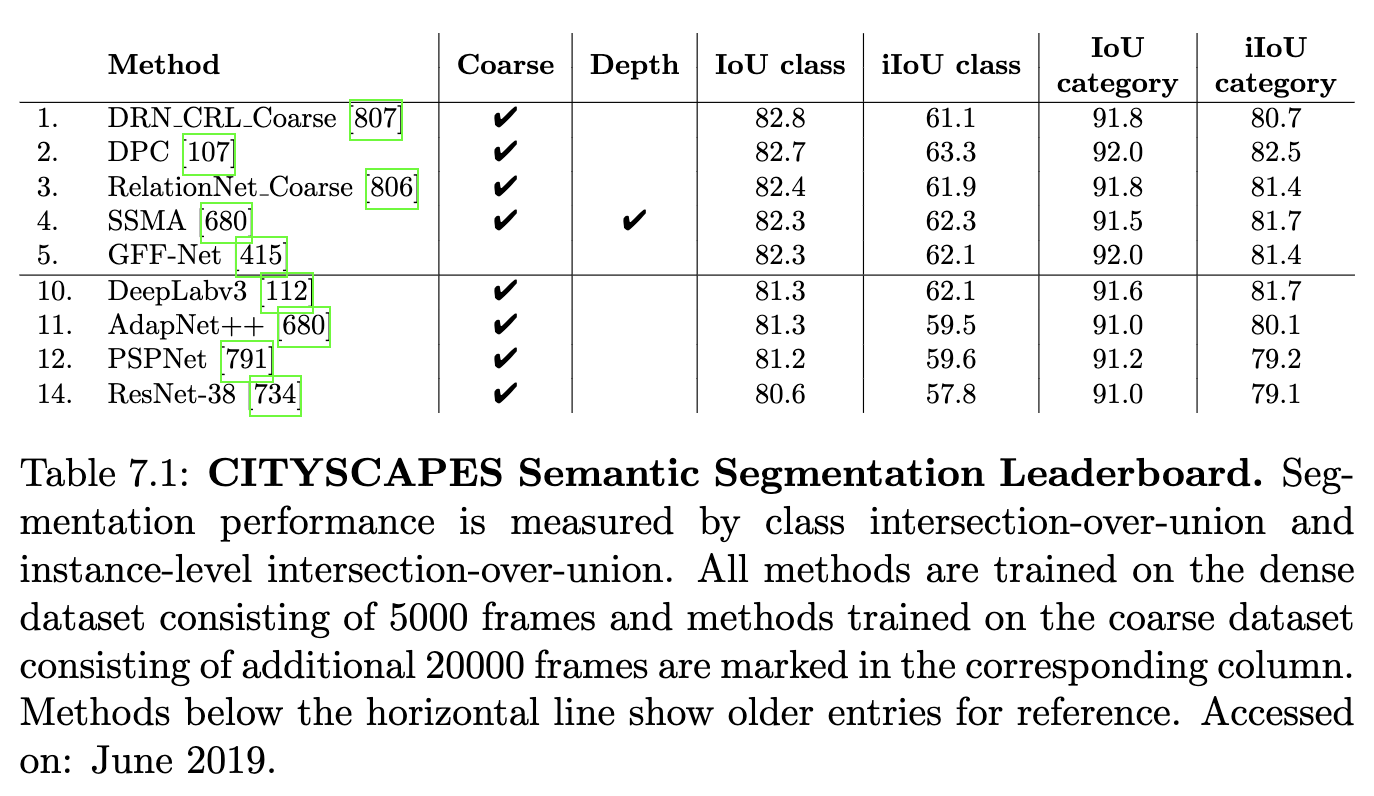 Method Coarse Depth IoU class iIoU class IoU category iIoU category
1. DRN_CRL_Coarse [807] ✔ 82.8 61.1 91.8 80.7
2. DPC [107] ✔ 82.7 63.3 92.0 82.5
3. RelationNet_Coarse [806] ✔ 82.4 61.9 91.8 81.4
4. SSMA [680] ✔ ✔ 82.3 62.3 91.5 81.7
5. GFF-Net [415] 82.3 62.1 92.0 81.4
10. DeepLabv3 [112] ✔ 81.3 62.1 91.6 81.7
11. AdapNet++ [680] ✔ 81.3 59.5 91.0 80.1
12. PSPNet [791] ✔ 81.2 59.6 91.2 79.2
14. ResNet-38 [734] ✔ 80.6 57.8 91.0 79.1
Table 7.1: CITYSCAPES Semantic Segmentation Leaderboard. Seg-
mentation performance is measured by class intersection-over-union and
instance-level intersection-over-union. All methods are trained on the dense
dataset consisting of 5000 frames and methods trained on the coarse dataset
consisting of additional 20000 frames are marked in the corresponding column.
Methods below the horizontal line show older entries for reference. Accessed
on: June 2019.